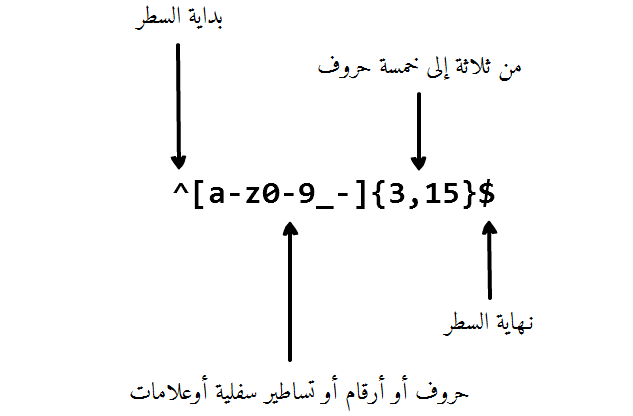 بداية السطر
من ثلاثة إلى خمسة حروف
^[a-z0-9_-]{3,15}$
نهاية السطر
حروف أو أرقام أو تساطير سفلية أوعلامات